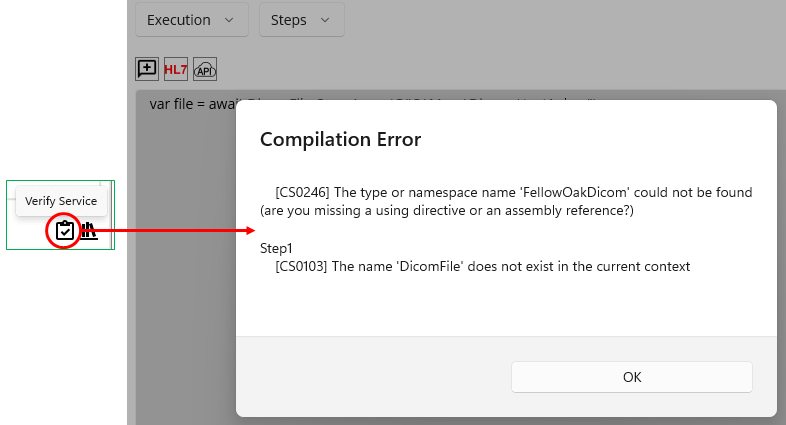 Execution
Steps
HL7
API
var file = await
Compilation Error
[CS0246] The type or namespace name 'FellowOakDicom' could not be found
(are you missing a using directive or an assembly reference?)
Step1
[CS0103] The name 'DicomFile' does not exist in the current context
OK
Verify Service